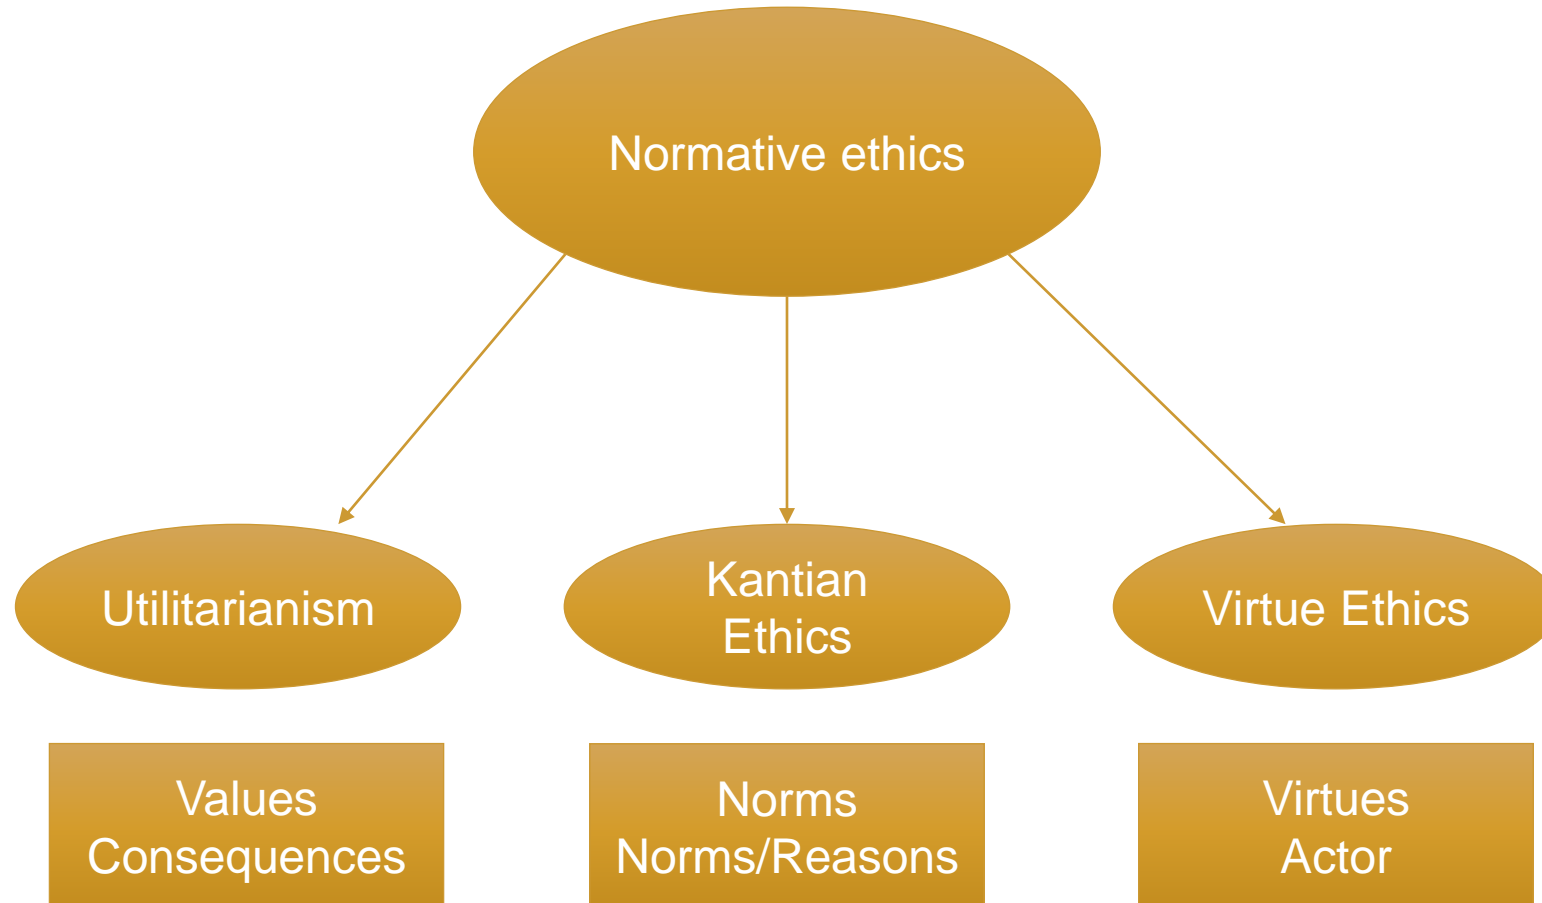 Normative ethics
Utilitarianism
Kantian
Ethics
Virtue Ethics
Values
Consequences
Norms
Norms/Reasons
Virtues
Actor